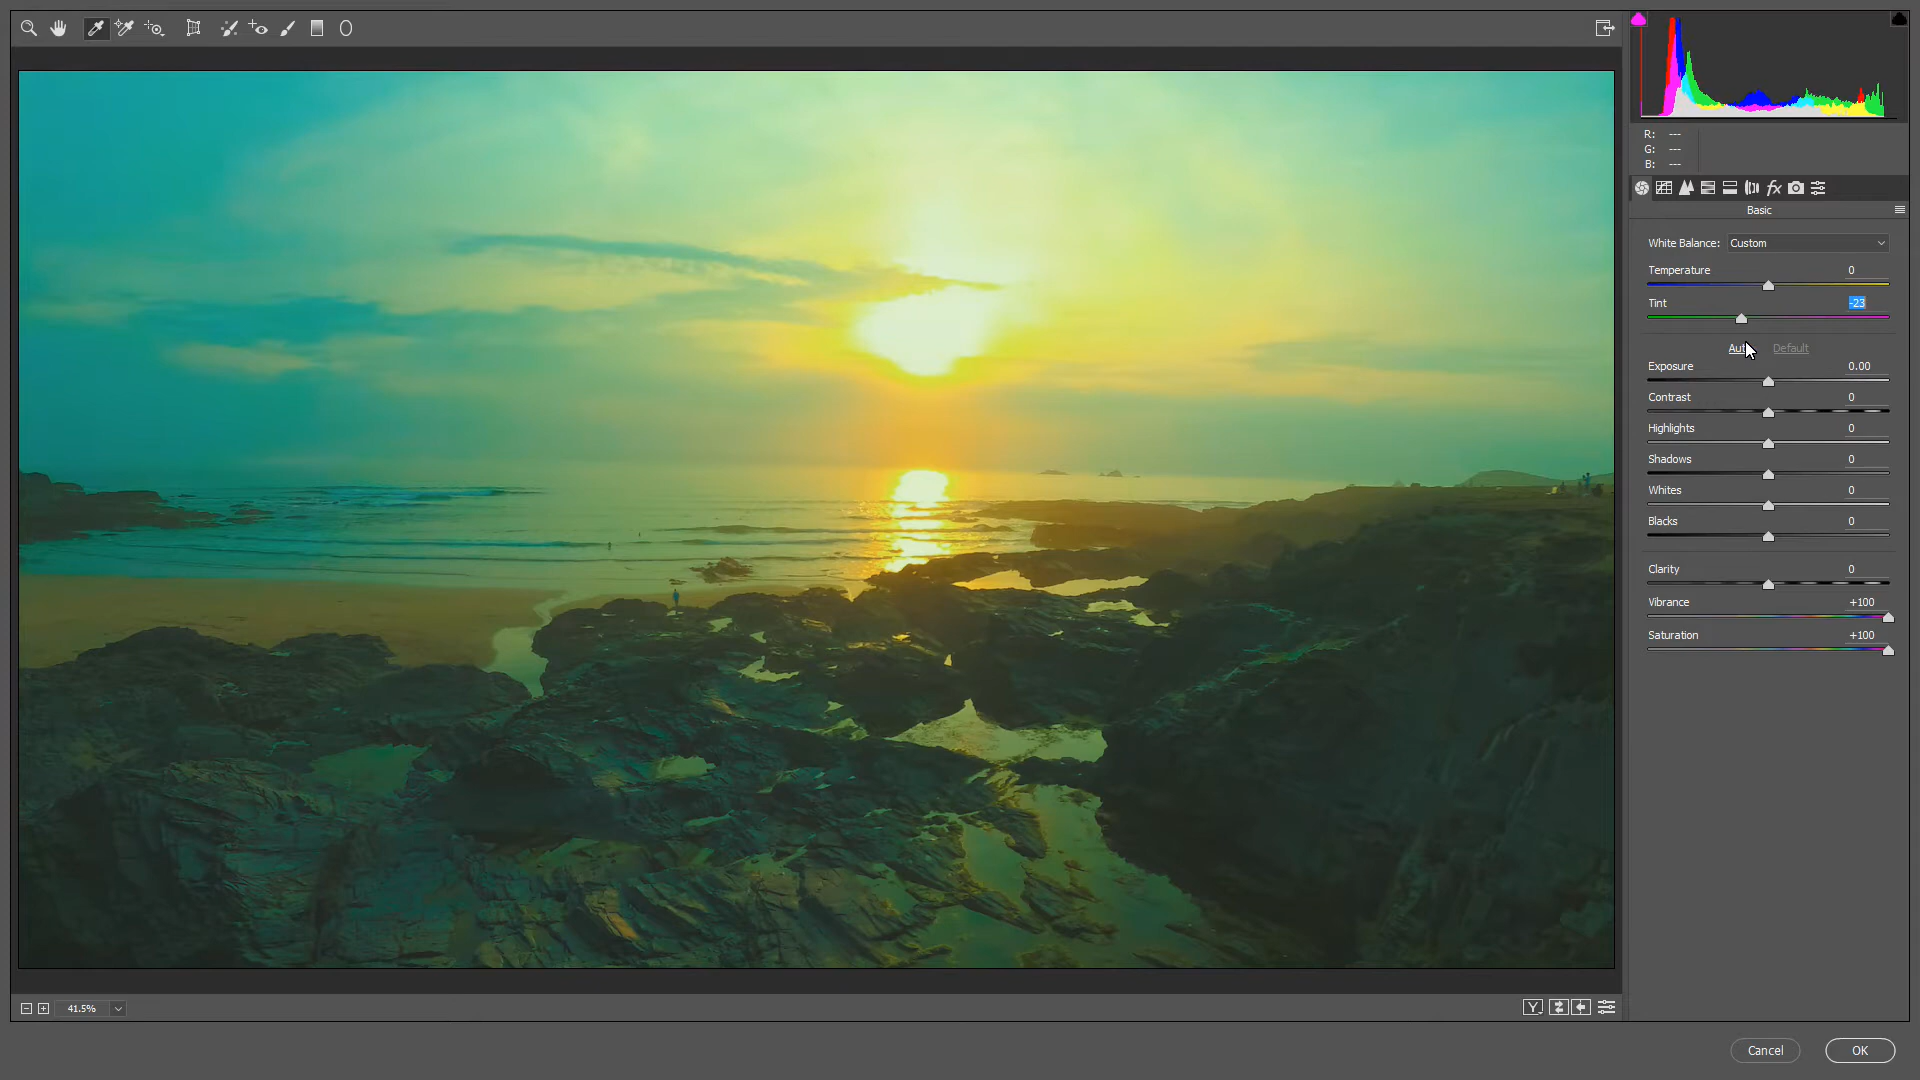 R: ---
G: ---
B: ---
fx
Basic
White Balance: Custom
Temperature 0
Tint -23
Default
Exposure 0.00
Contrast 0
Highlights 0
Shadows 0
Whites 0
Blacks 0
Clarity 0
Vibrance +100
Saturation +100
41.5%
Y
Cancel
OK